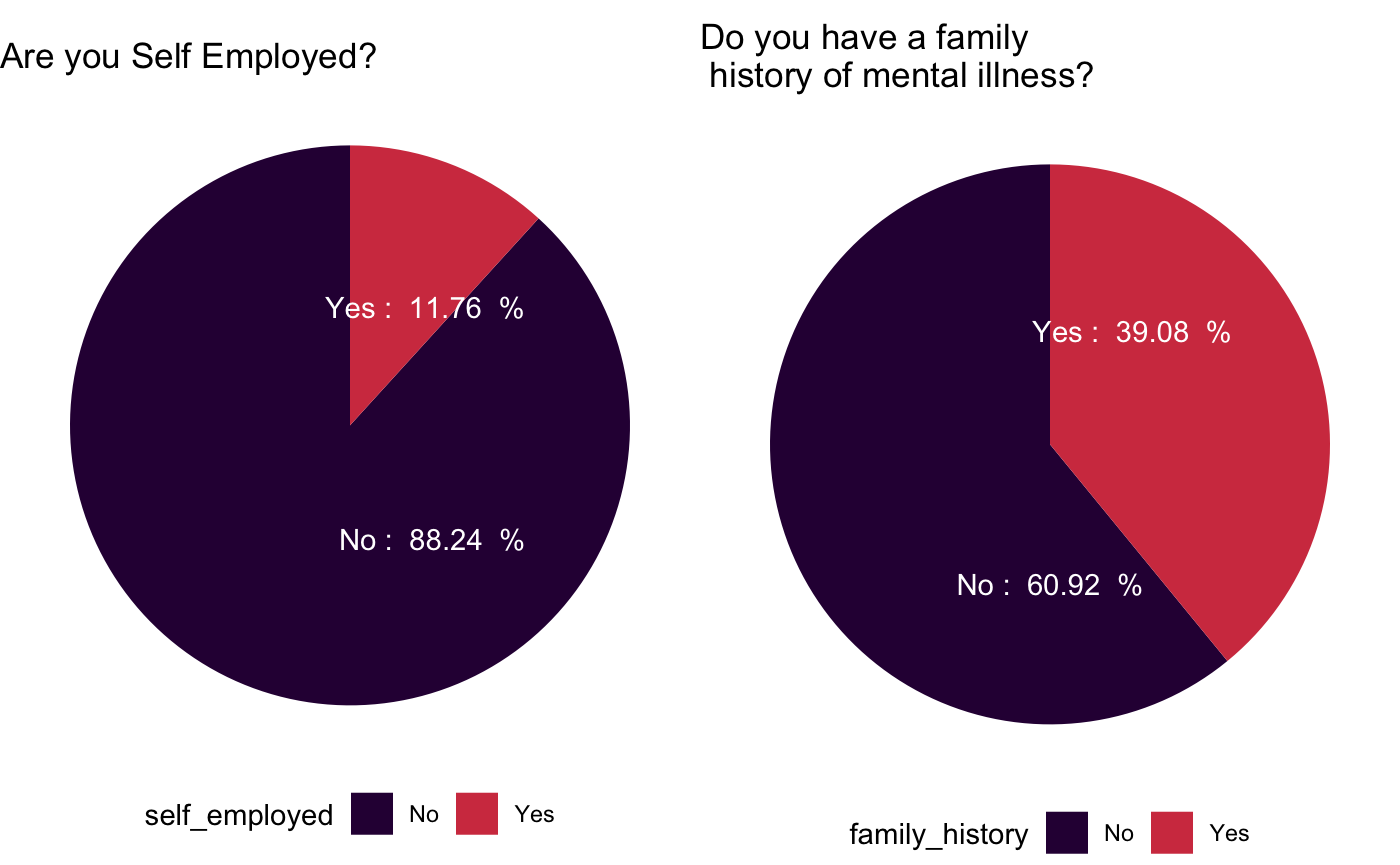 Are you Self Employed?
Yes : 11.76 %
No : 88.24 %
self_employed No Yes
Do you have a family
history of mental illness?
Yes : 39.08 %
No : 60.92 %
family_history No Yes